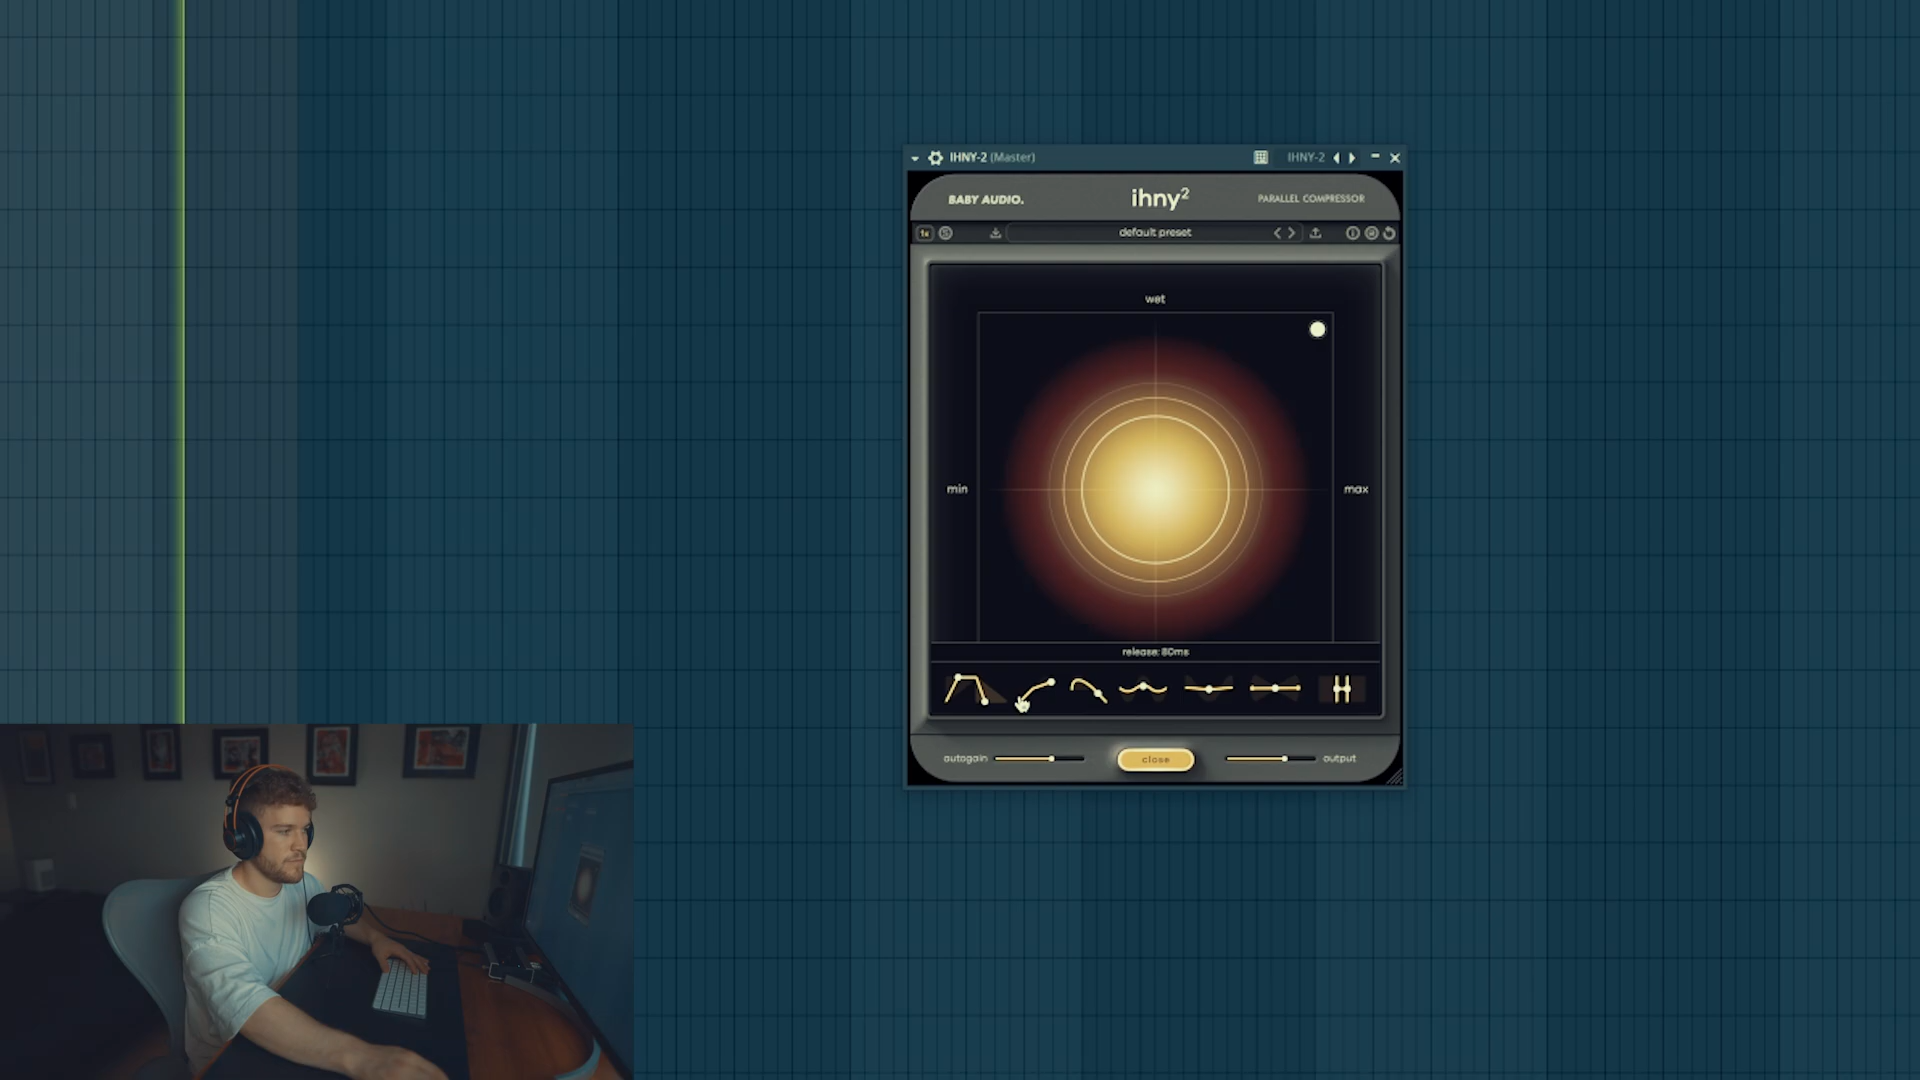 IHNY-2 (Master)
IHNY-2
BABY AUDIO.
ihny²
PARALLEL COMPRESSOR
1x
default preset
wet
min
max
release: 80ms
autogain
close
output